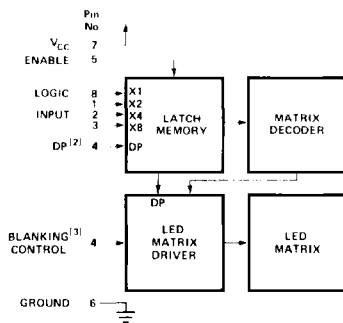 Pin
No
V_CC 7
ENABLE 5
LOGIC 8 X1
1 X2
INPUT 2 X4
3 X8
DP[2] 4 DP
LATCH
MEMORY
MATRIX
DECODER
DP
BLANKING[3] 4
CONTROL
LED
MATRIX
DRIVER
LED
MATRIX
GROUND 6